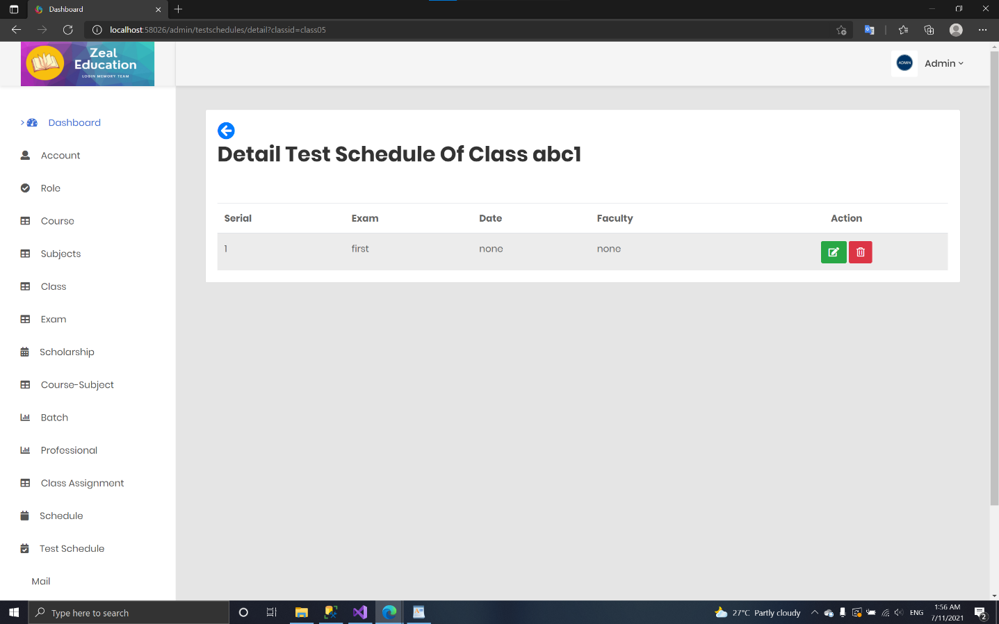 Dashboard
localhost:58026/admin/testschedules/detail?classid=class05
Zeal
Education
LOGIN MEMORY TEAM
ADMIN
Admin
> Dashboard
Account
Role
Course
Subjects
Class
Exam
Scholarship
Course-Subject
Batch
Professional
Class Assignment
Schedule
Test Schedule
Mail
Detail Test Schedule Of Class abc1
Serial Exam Date Faculty Action
1 first none none
Type here to search
27°C Partly cloudy
ENG
1:56 AM
7/11/2021
2